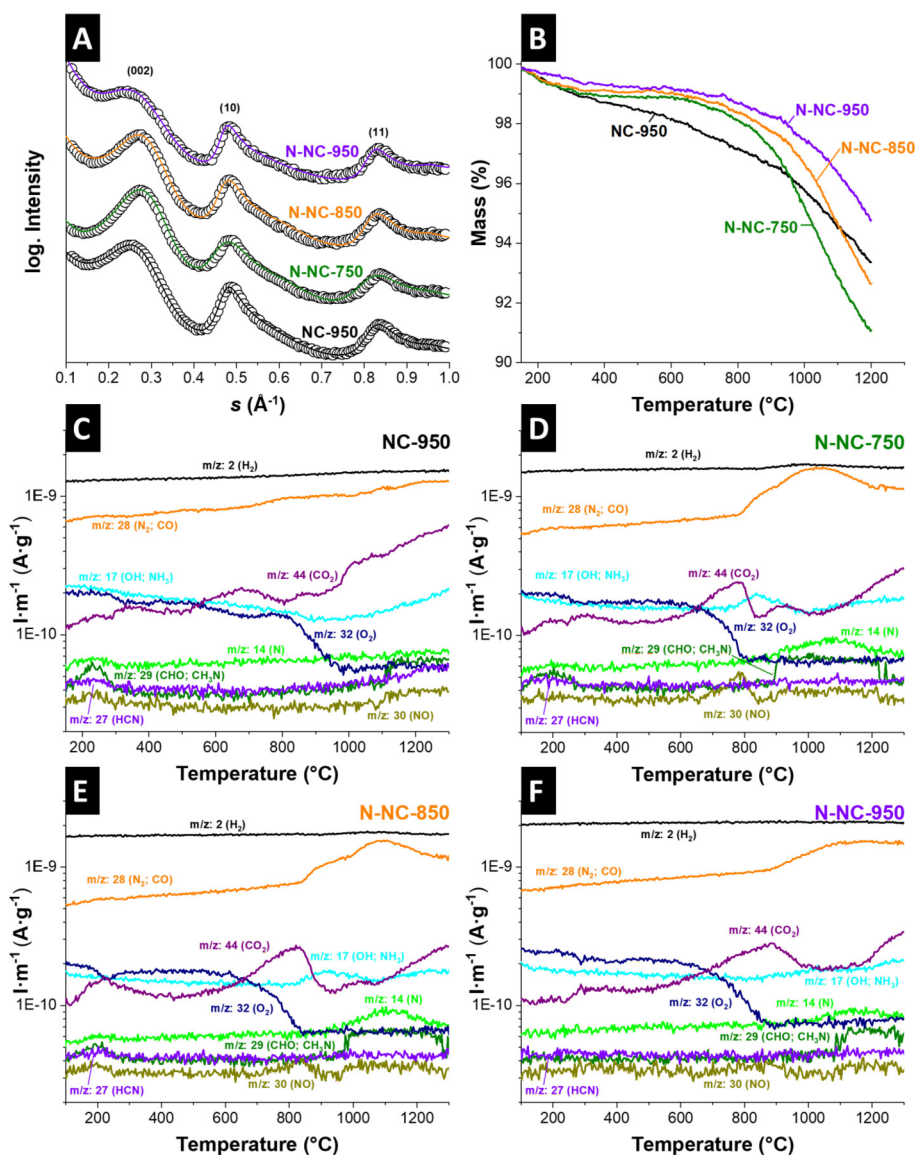 A
(002)
(10)
(11)
N-NC-950
N-NC-850
N-NC-750
NC-950
log. Intensity
0.1 0.2 0.3 0.4 0.5 0.6 0.7 0.8 0.9 1.0
s (Å⁻¹)
B
100
98
96
94
92
90
Mass (%)
N-NC-950
NC-950
N-NC-850
N-NC-750
200 400 600 800 1000 1200
Temperature (°C)
C
NC-950
m/z: 2 (H₂)
1E-9
m/z: 28 (N₂; CO)
m/z: 17 (OH; NH₃)
m/z: 44 (CO₂)
m/z: 32 (O₂)
1E-10
m/z: 14 (N)
m/z: 29 (CHO; CH₃N)
m/z: 27 (HCN)
m/z: 30 (NO)
I·m⁻¹ (A·g⁻¹)
200 400 600 800 1000 1200
Temperature (°C)
D
N-NC-750
m/z: 2 (H₂)
1E-9
m/z: 28 (N₂; CO)
m/z: 17 (OH; NH₃)
m/z: 44 (CO₂)
m/z: 32 (O₂)
1E-10
m/z: 14 (N)
m/z: 29 (CHO; CH₃N)
m/z: 27 (HCN)
m/z: 30 (NO)
I·m⁻¹ (A·g⁻¹)
200 400 600 800 1000 1200
Temperature (°C)
E
N-NC-850
m/z: 2 (H₂)
1E-9
m/z: 28 (N₂; CO)
m/z: 44 (CO₂)
m/z: 17 (OH; NH₃)
1E-10
m/z: 32 (O₂)
m/z: 14 (N)
m/z: 29 (CHO; CH₃N)
m/z: 27 (HCN)
m/z: 30 (NO)
I·m⁻¹ (A·g⁻¹)
200 400 600 800 1000 1200
Temperature (°C)
F
N-NC-950
m/z: 2 (H₂)
1E-9
m/z: 28 (N₂; CO)
m/z: 44 (CO₂)
m/z: 17 (OH; NH₃)
1E-10
m/z: 32 (O₂)
m/z: 14 (N)
m/z: 29 (CHO; CH₃N)
m/z: 27 (HCN)
m/z: 30 (NO)
I·m⁻¹ (A·g⁻¹)
200 400 600 800 1000 1200
Temperature (°C)